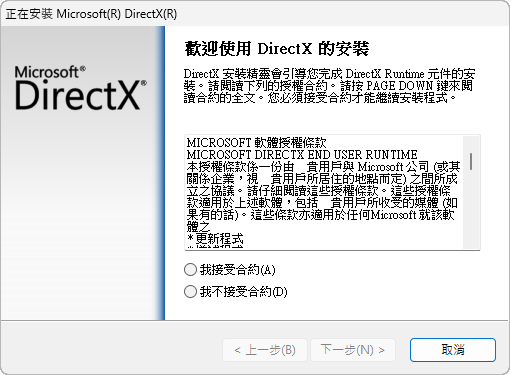 正在安裝 Microsoft(R) DirectX(R)
Microsoft®
DirectX®
歡迎使用 DirectX 的安裝
DirectX 安裝精靈會引導您完成 DirectX Runtime 元件的安
裝。請閱讀下列的授權合約。請按 PAGE DOWN 鍵來閱
讀合約的全文。您必須接受合約才能繼續安裝程式。
MICROSOFT 軟體授權條款
MICROSOFT DIRECTX END USER RUNTIME
本授權條款係一份由 貴用戶與 Microsoft 公司 (或其
關係企業，視 貴用戶所居住的地點而定) 之間所成
立之協議。請仔細閱讀這些授權條款。這些授權條
款適用於上述軟體，包括 貴用戶所收受的媒體 (如
果有的話)。這些條款亦適用於任何Microsoft 就該軟
體之
*更新程式
我接受合約(A)
我不接受合約(D)
< 上一步(B)
下一步(N) >
取消